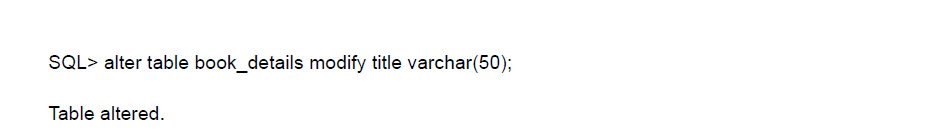 SQL> alter table book_details modify title varchar(50);
Table altered.